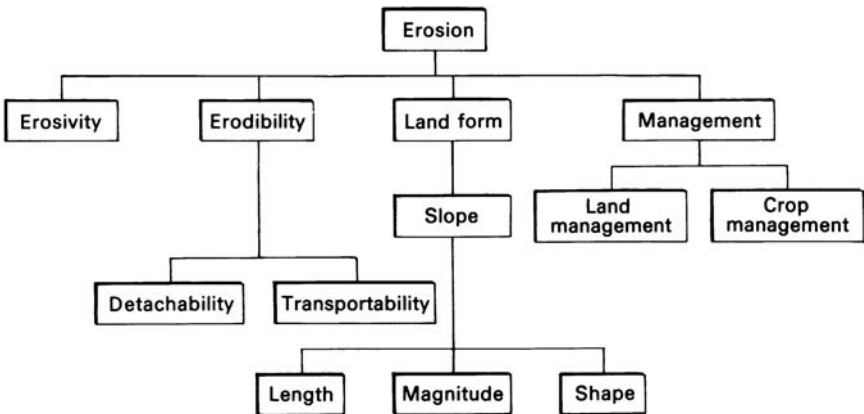 Erosion
Erosivity
Erodibility
Land form
Management
Slope
Land
management
Crop
management
Detachability
Transportability
Length
Magnitude
Shape